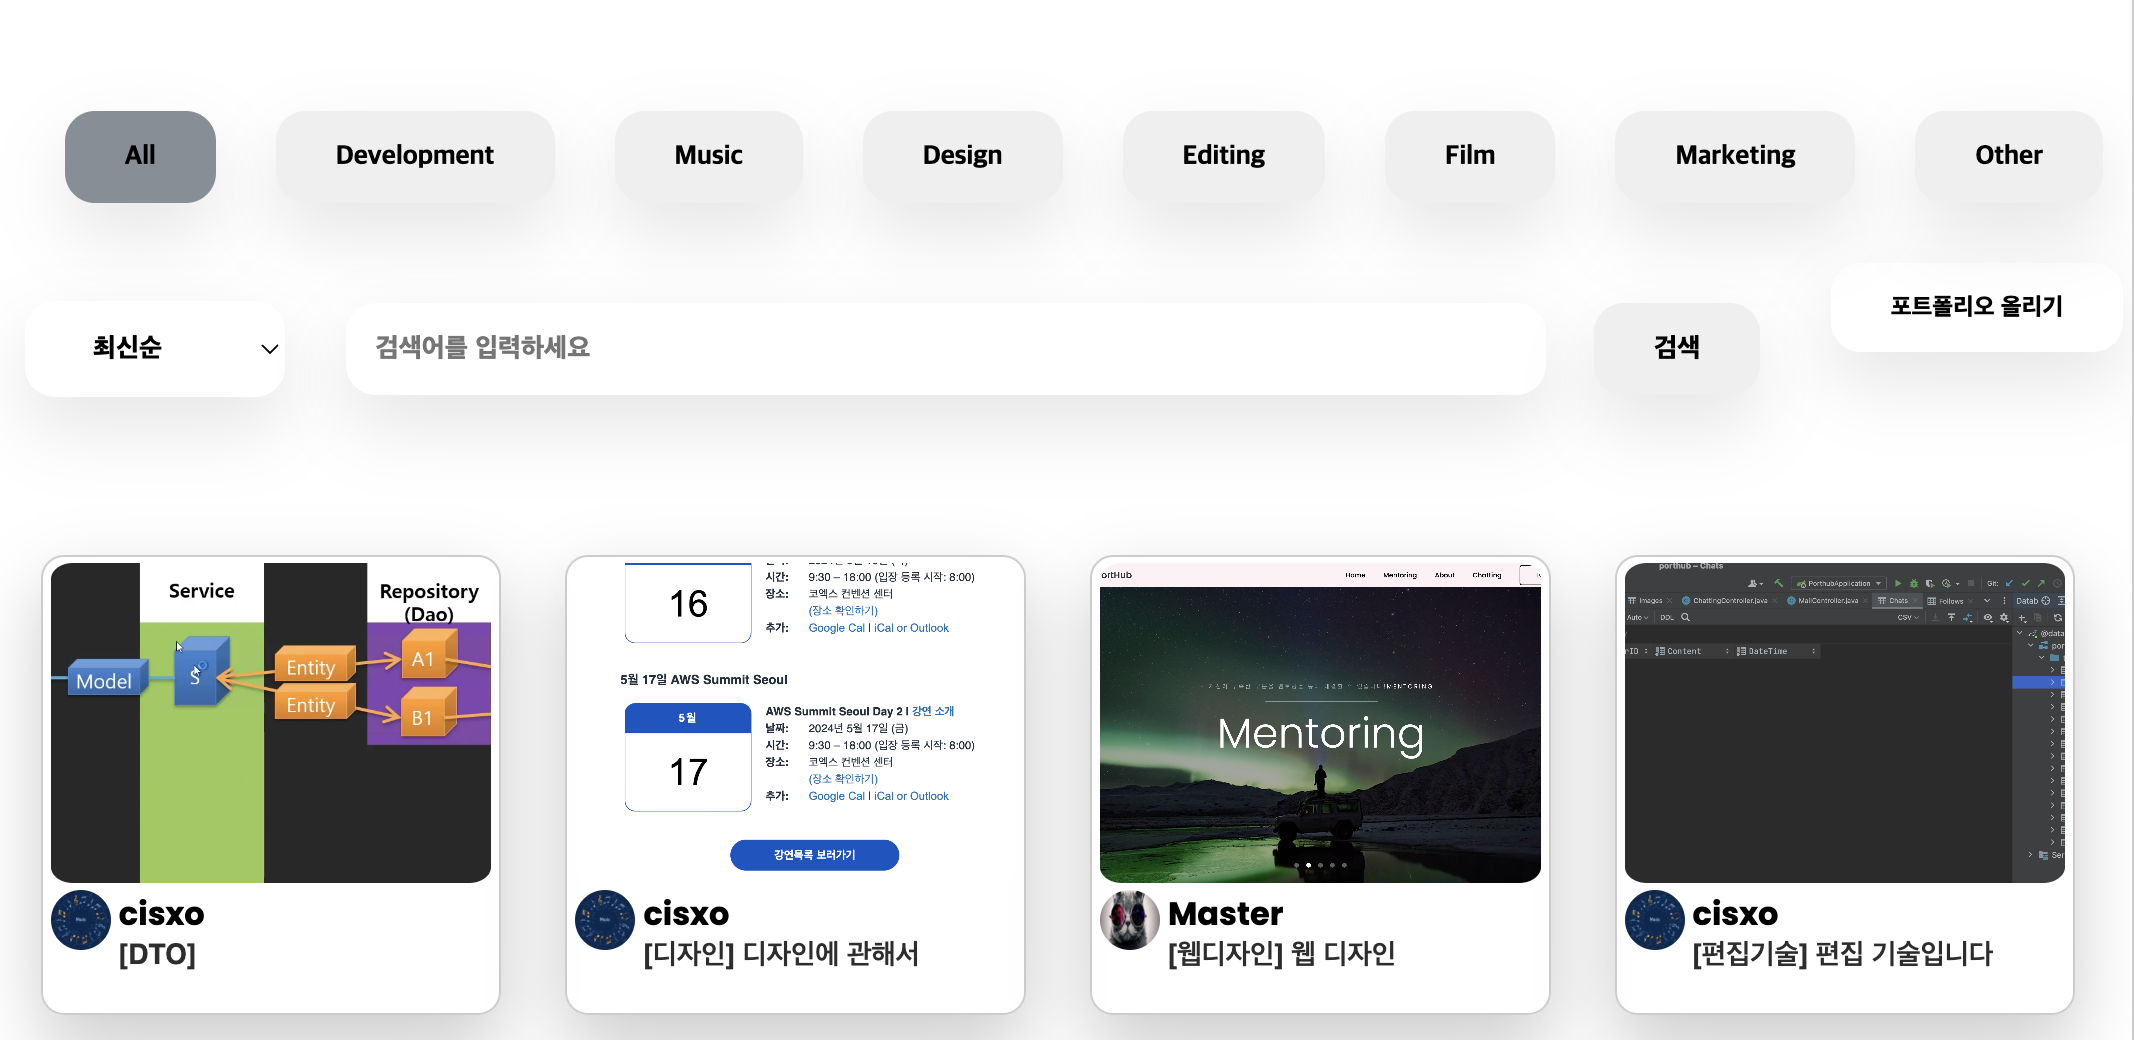 All
Development
Music
Design
Editing
Film
Marketing
Other
최신순
검색어를 입력하세요
검색
포트폴리오 올리기
Service
Repository
(Dao)
Model
S
Entity
Entity
A1
B1
cisxo
[DTO]
16
시간: 9:30 – 18:00 (입장 등록 시작: 8:00)
장소: 코엑스 컨벤션 센터
(장소 확인하기)
추가: Google Cal | iCal or Outlook
5월 17일 AWS Summit Seoul
5월
17
AWS Summit Seoul Day 2 | 강연 소개
날짜: 2024년 5월 17일 (금)
시간: 9:30 – 18:00 (입장 등록 시작: 8:00)
장소: 코엑스 컨벤션 센터
(장소 확인하기)
추가: Google Cal | iCal or Outlook
강연목록 보러가기
cisxo
[디자인] 디자인에 관해서
ortHub
Home Mentoring About Chatting
MENTORING
Mentoring
Master
[웹디자인] 웹 디자인
porthub – Chats
PorthubApplication Git:
Images ChattingController.java MailController.java Chats Follows Datab
Auto DDL CSV
@data
por
rID Content DateTime
Ser
cisxo
[편집기술] 편집 기술입니다